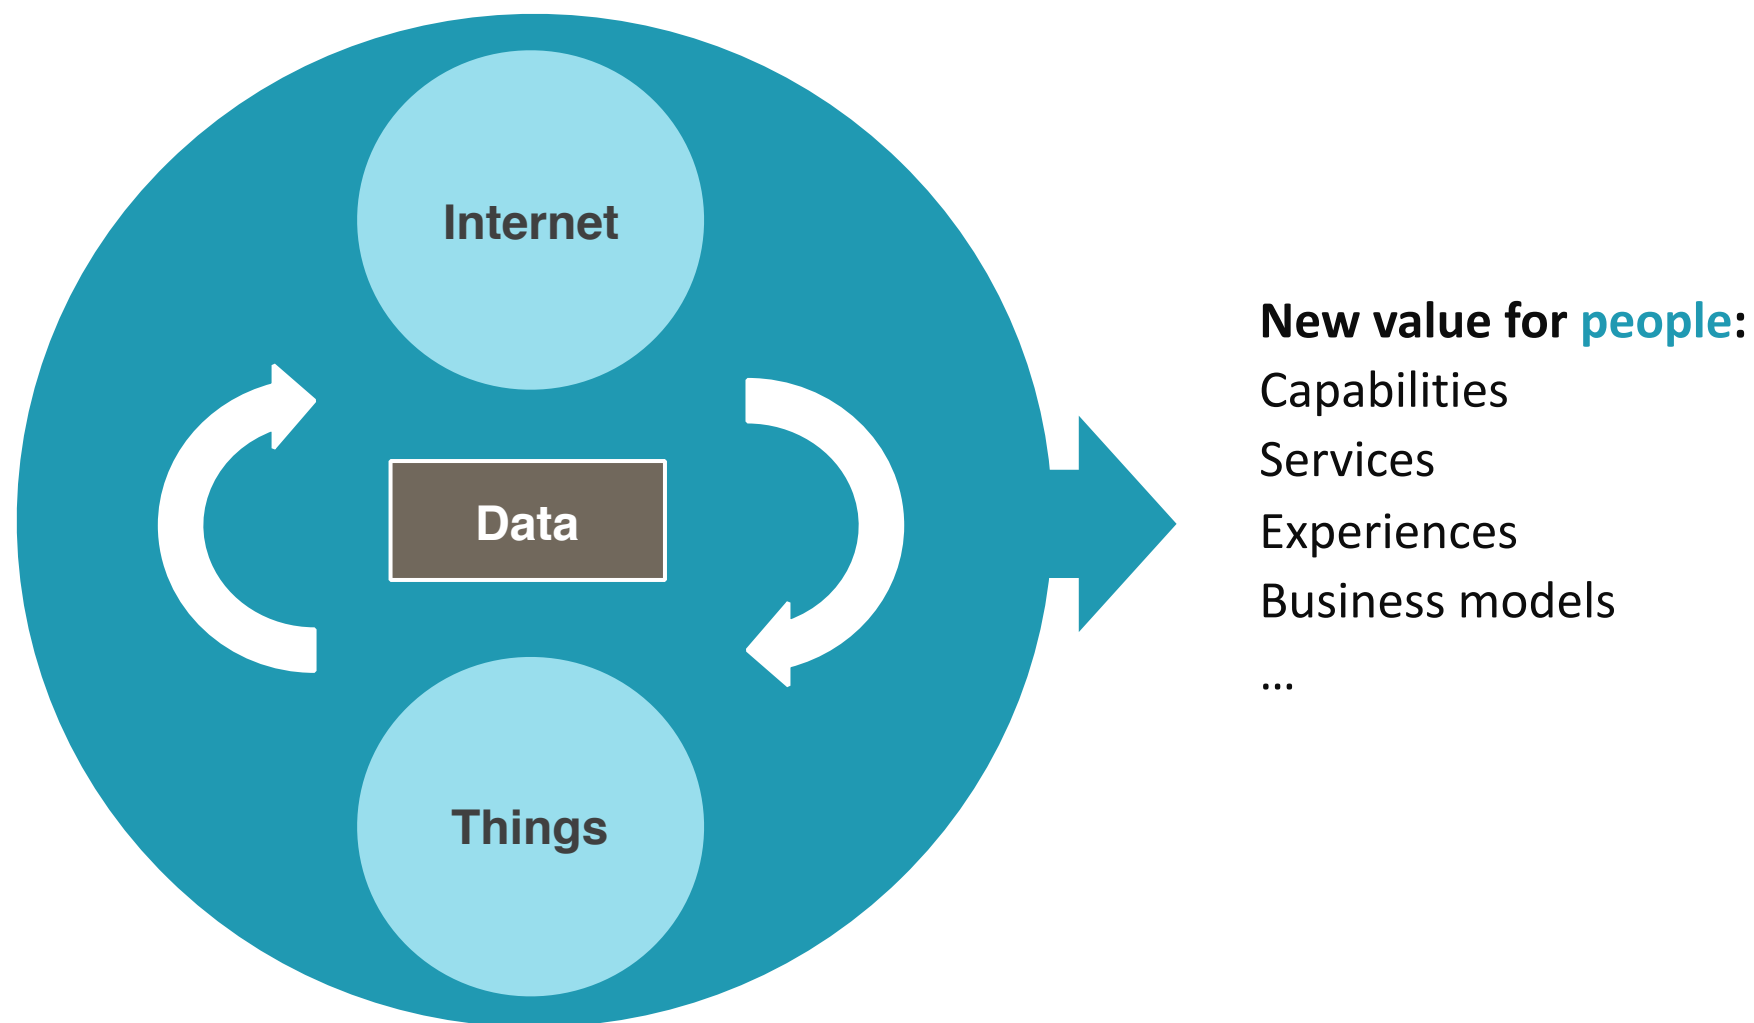 Internet
Data
Things
New value for people:
Capabilities
Services
Experiences
Business models
...